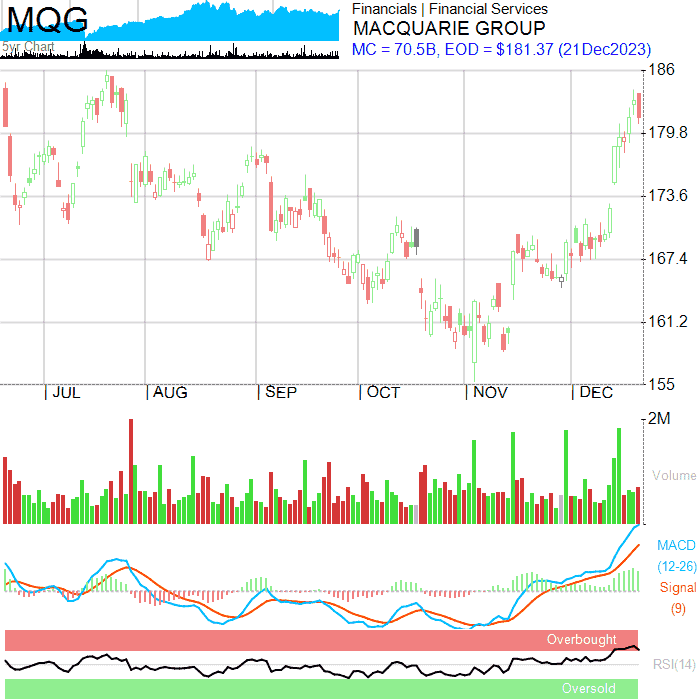 MQG
5yr Chart
Financials | Financial Services
MACQUARIE GROUP
MC = 70.5B, EOD = $181.37 (21Dec2023)
186
179.8
173.6
167.4
161.2
155
| JUL | AUG | SEP | OCT | NOV | DEC
2M
Volume
MACD
(12-26)
Signal
(9)
Overbought
RSI(14)
Oversold